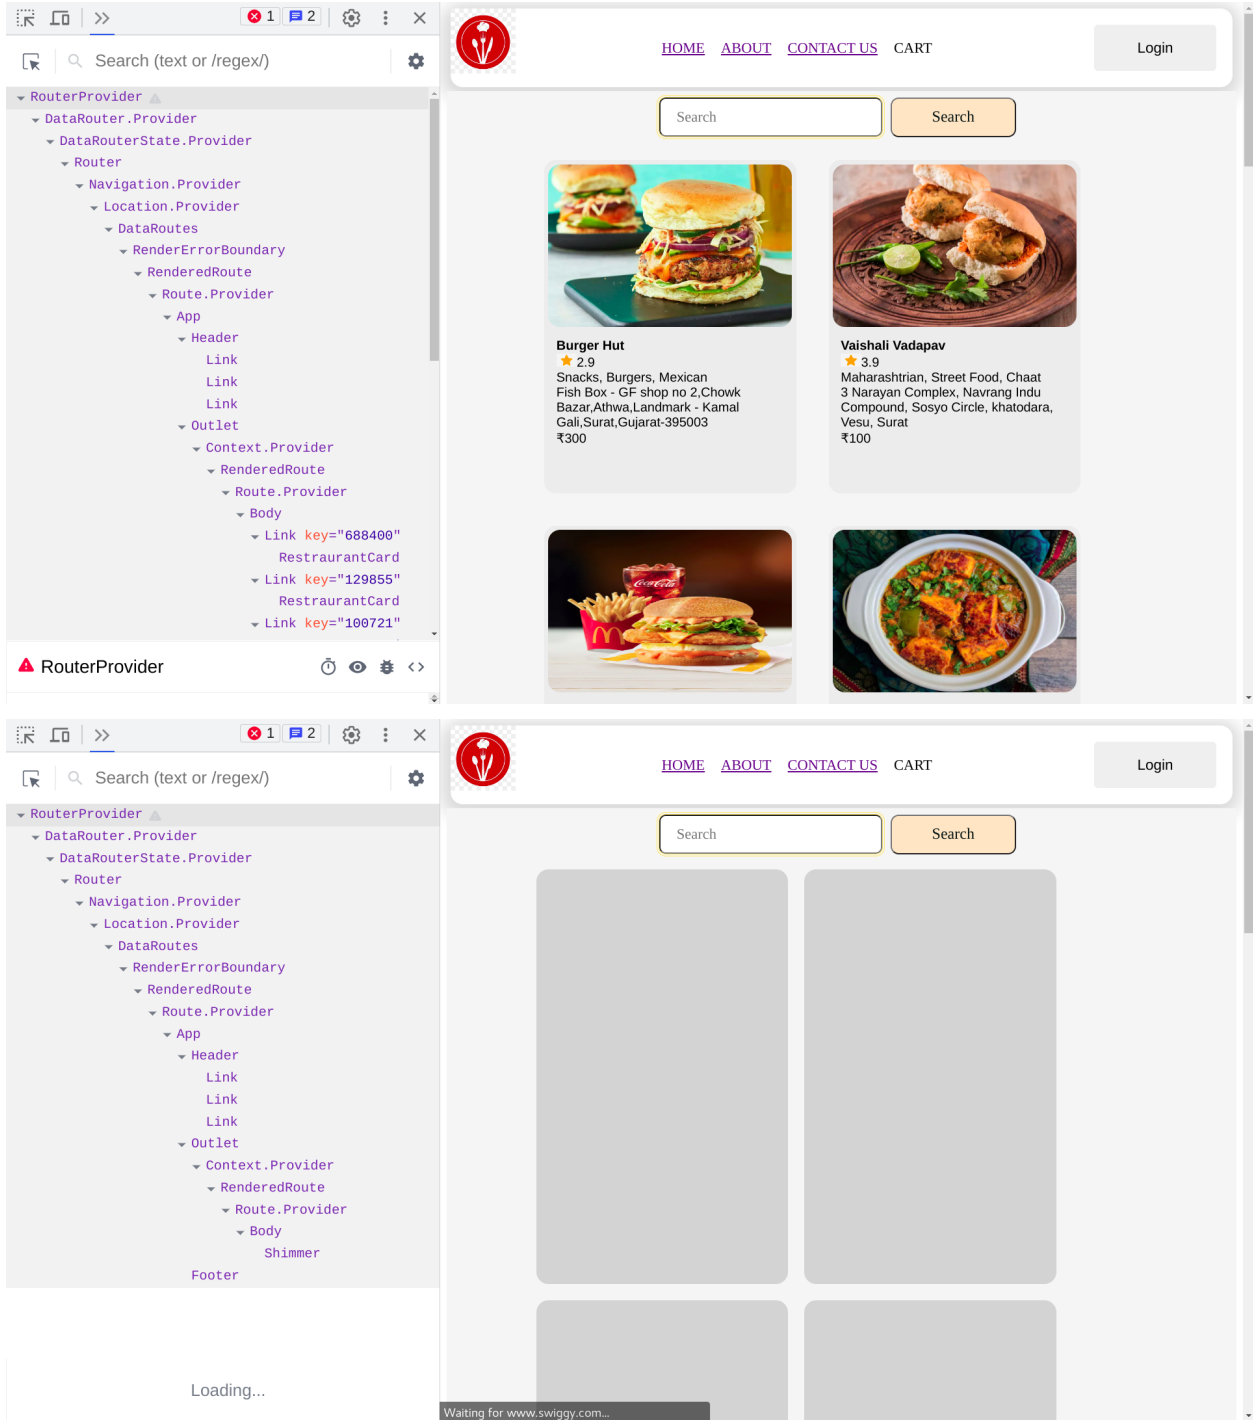 1 2
Search (text or /regex/)
RouterProvider
DataRouter.Provider
DataRouterState.Provider
Router
Navigation.Provider
Location.Provider
DataRoutes
RenderErrorBoundary
RenderedRoute
Route.Provider
App
Header
Link
Link
Link
Outlet
Context.Provider
RenderedRoute
Route.Provider
Body
Link key="688400"
RestraurantCard
Link key="129855"
RestraurantCard
Link key="100721"
RouterProvider
HOME ABOUT CONTACT US CART Login
Search Search
Burger Hut
2.9
Snacks, Burgers, Mexican
Fish Box - GF shop no 2,Chowk
Bazar,Athwa,Landmark - Kamal
Gali,Surat,Gujarat-395003
₹300
Vaishali Vadapav
3.9
Maharashtrian, Street Food, Chaat
3 Narayan Complex, Navrang Indu
Compound, Sosyo Circle, khatodara,
Vesu, Surat
₹100
Coca-Cola
1 2
Search (text or /regex/)
RouterProvider
DataRouter.Provider
DataRouterState.Provider
Router
Navigation.Provider
Location.Provider
DataRoutes
RenderErrorBoundary
RenderedRoute
Route.Provider
App
Header
Link
Link
Link
Outlet
Context.Provider
RenderedRoute
Route.Provider
Body
Shimmer
Footer
Loading...
HOME ABOUT CONTACT US CART Login
Search Search
Waiting for www.swiggy.com...